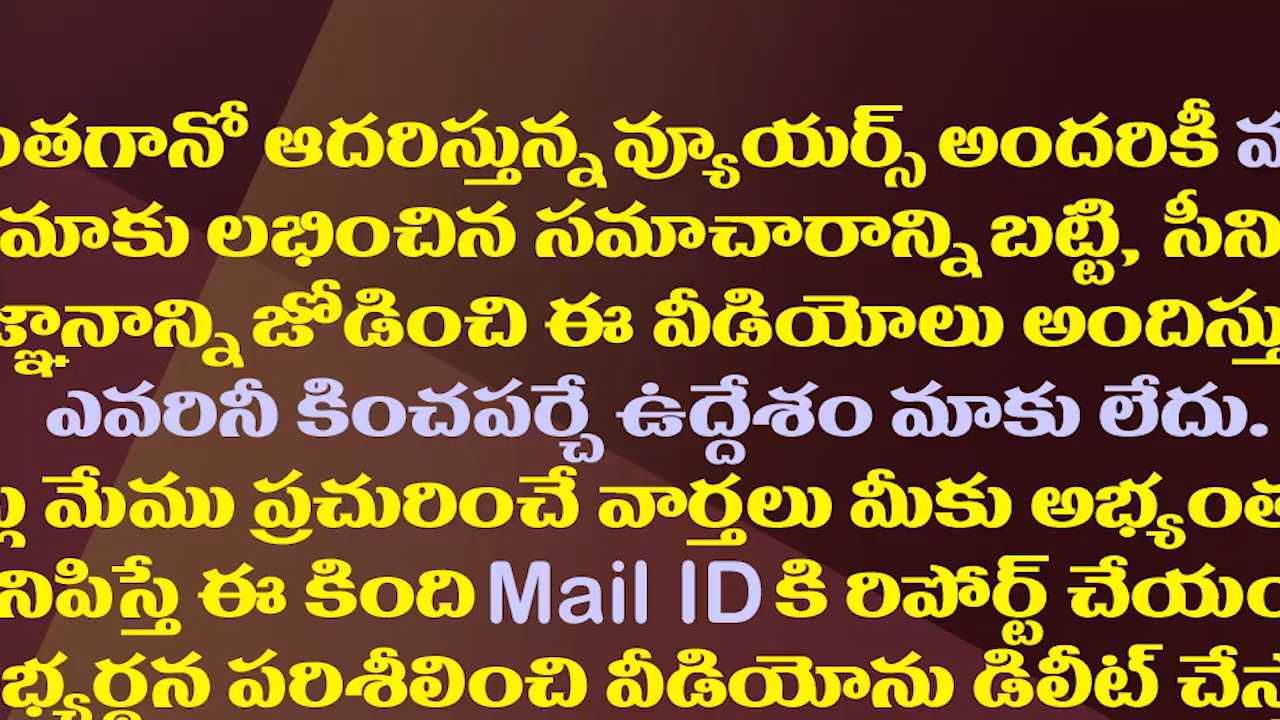 ఆదరిస్తున్న వ్యూయర్స్ అందరికీ
మాకు లభించిన సమాచారాన్ని బట్టి,
జోడించి ఈ వీడియోలు
ఎవరినీ కించపర్చే ఉద్దేశం మాకు లేదు.
మేము ప్రచురించే వార్తలు మీకు
ఈ కింది Mail ID కి రిపోర్ట్
పరిశీలించి వీడియోను డిలీట్